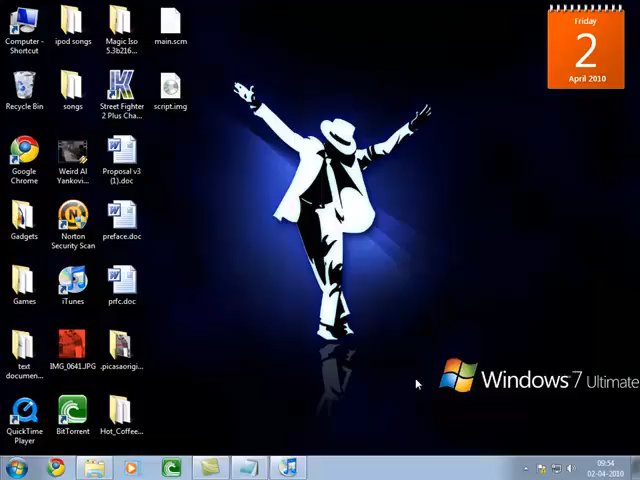 Computer -
Shortcut
ipod songs
Magic Iso
5.3b216...
main.scm
Recycle Bin
songs
Street Fighter
2 Plus Cha...
script.img
Google
Chrome
Weird Al
Yankovi...
Proposal v3
(1).doc
Gadgets
Norton
Security Scan
preface.doc
Games
iTunes
prfc.doc
text
documen...
IMG_0641.JPG
.picasaorigi...
QuickTime
Player
BitTorrent
Hot_Coffee...
Friday
2
April 2010
Windows 7 Ultimate
09:54
02-04-2010